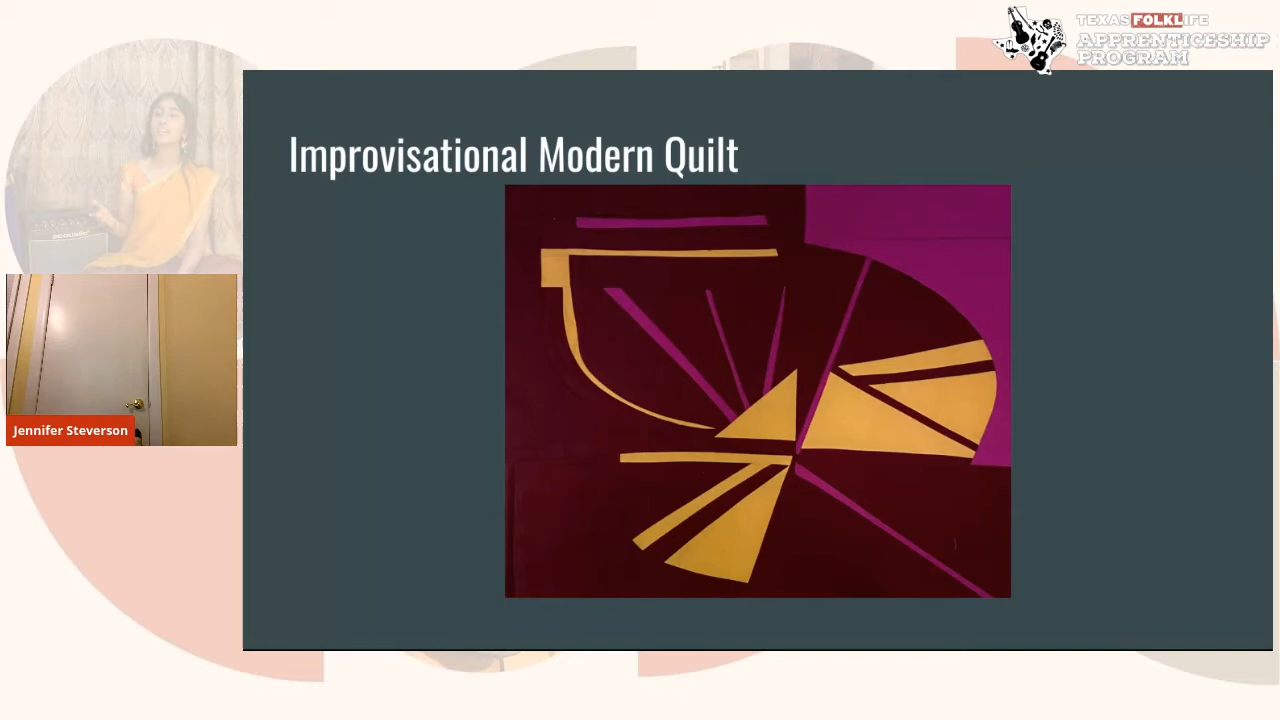 TEXAS FOLKLIFE
APPRENTICESHIP
PROGRAM
Improvisational Modern Quilt
Jennifer Steverson